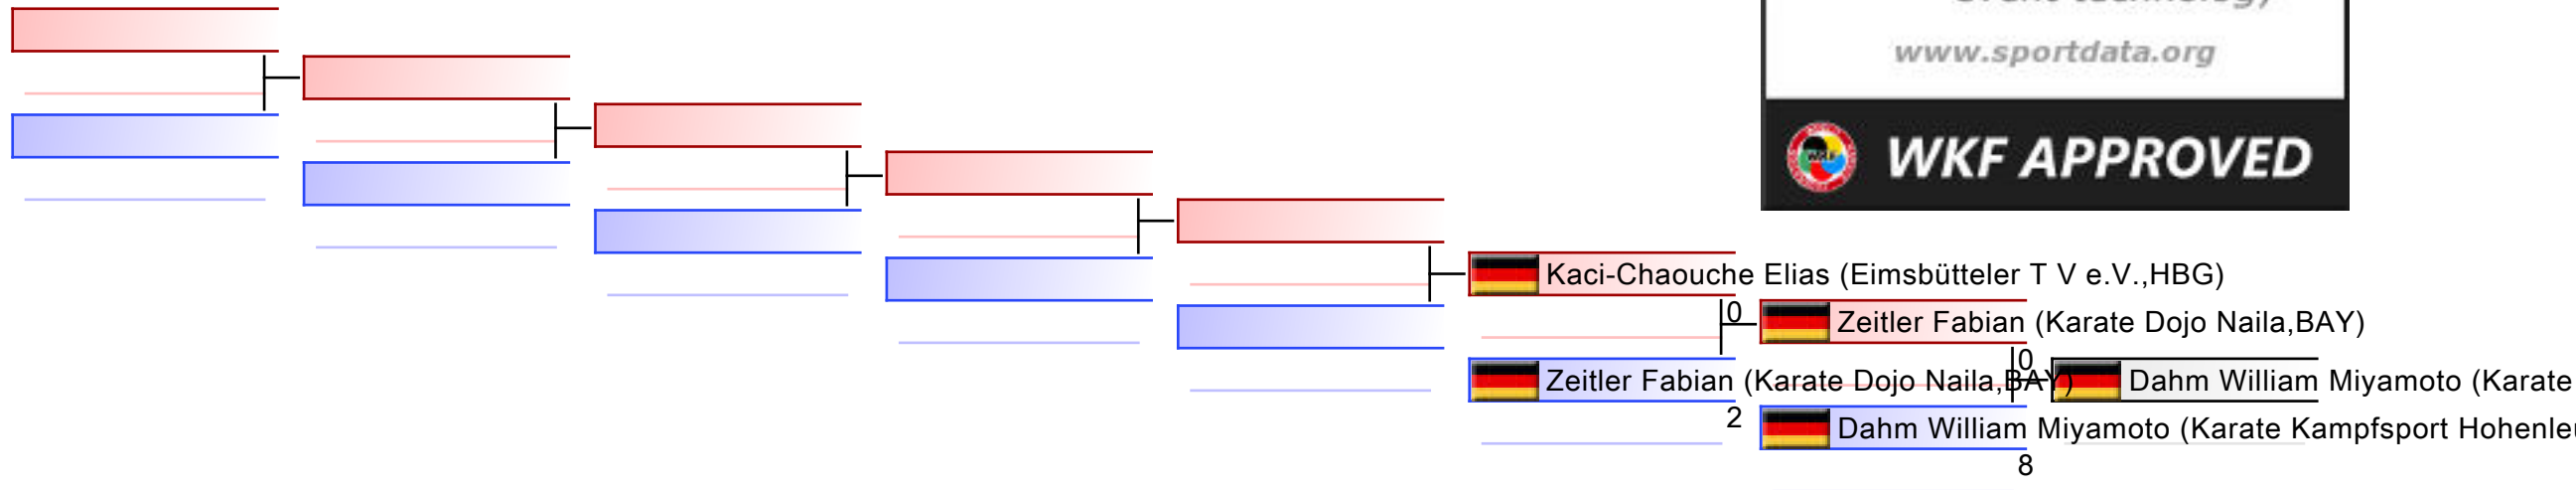 www.sportdata.org
WKF APPROVED
Kaci-Chaouche Elias (Eimsbütteler T V e.V.,HBG)
0
Zeitler Fabian (Karate Dojo Naila,BAY)
0
Zeitler Fabian (Karate Dojo Naila,BAY)
Dahm William Miyamoto (Karate
2
Dahm William Miyamoto (Karate Kampfsport
8